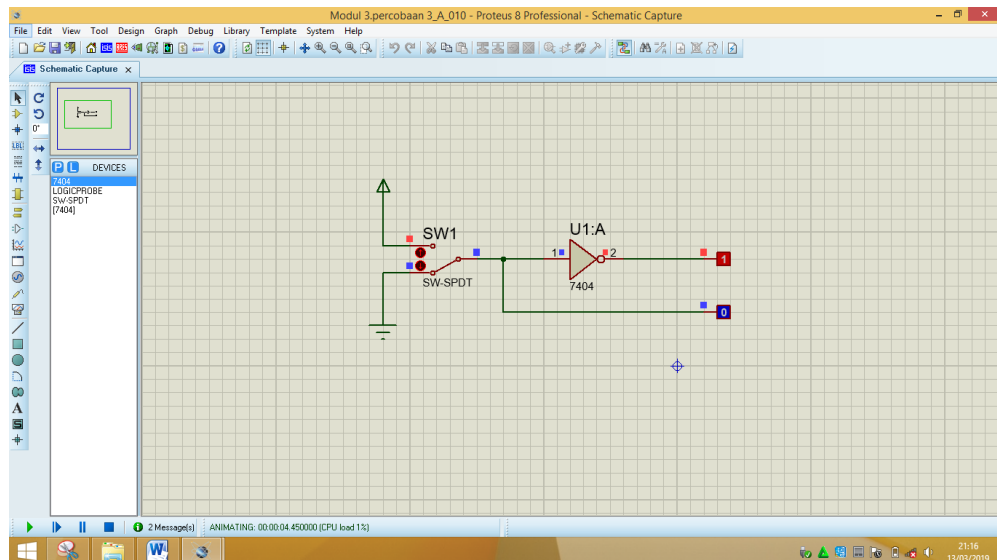 Modul 3.percobaan 3_A_010 - Proteus 8 Professional - Schematic Capture
File Edit View Tool Design Graph Debug Library Template System Help
Schematic Capture x
0°
LBL
P L DEVICES
7404
LOGICPROBE
SW-SPDT
[7404]
A
S
SW1
SW-SPDT
U1:A
1 2
7404
1
0
2 Message(s) ANIMATING: 00:00:04.450000 (CPU load 1%)
21:16
13/03/2019